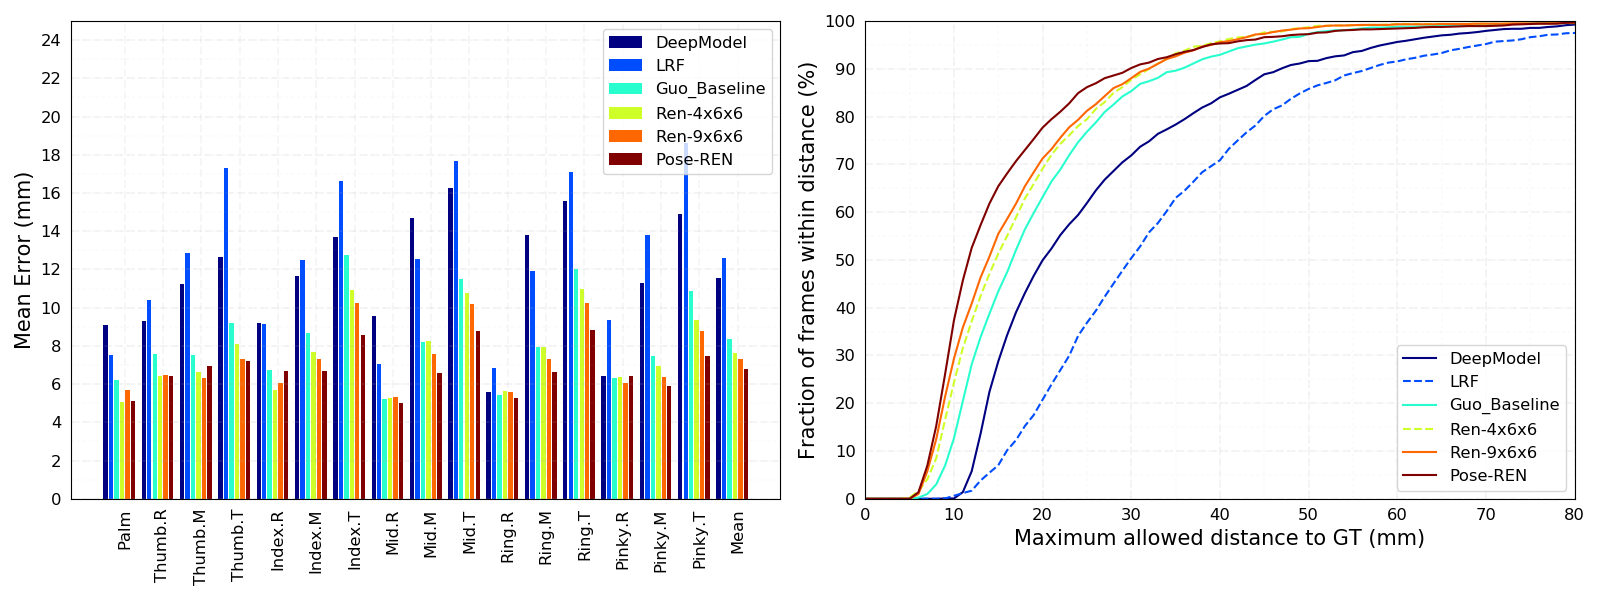 Mean Error (mm)
24
22
20
18
16
14
12
10
8
6
4
2
0
DeepModel
LRF
Guo_Baseline
Ren-4x6x6
Ren-9x6x6
Pose-REN
Palm
Thumb.R
Thumb.M
Thumb.T
Index.R
Index.M
Index.T
Mid.R
Mid.M
Mid.T
Ring.R
Ring.M
Ring.T
Pinky.R
Pinky.M
Pinky.T
Mean
Fraction of frames within distance (%)
100
90
80
70
60
50
40
30
20
10
0
DeepModel
LRF
Guo_Baseline
Ren-4x6x6
Ren-9x6x6
Pose-REN
0 10 20 30 40 50 60 70 80
Maximum allowed distance to GT (mm)